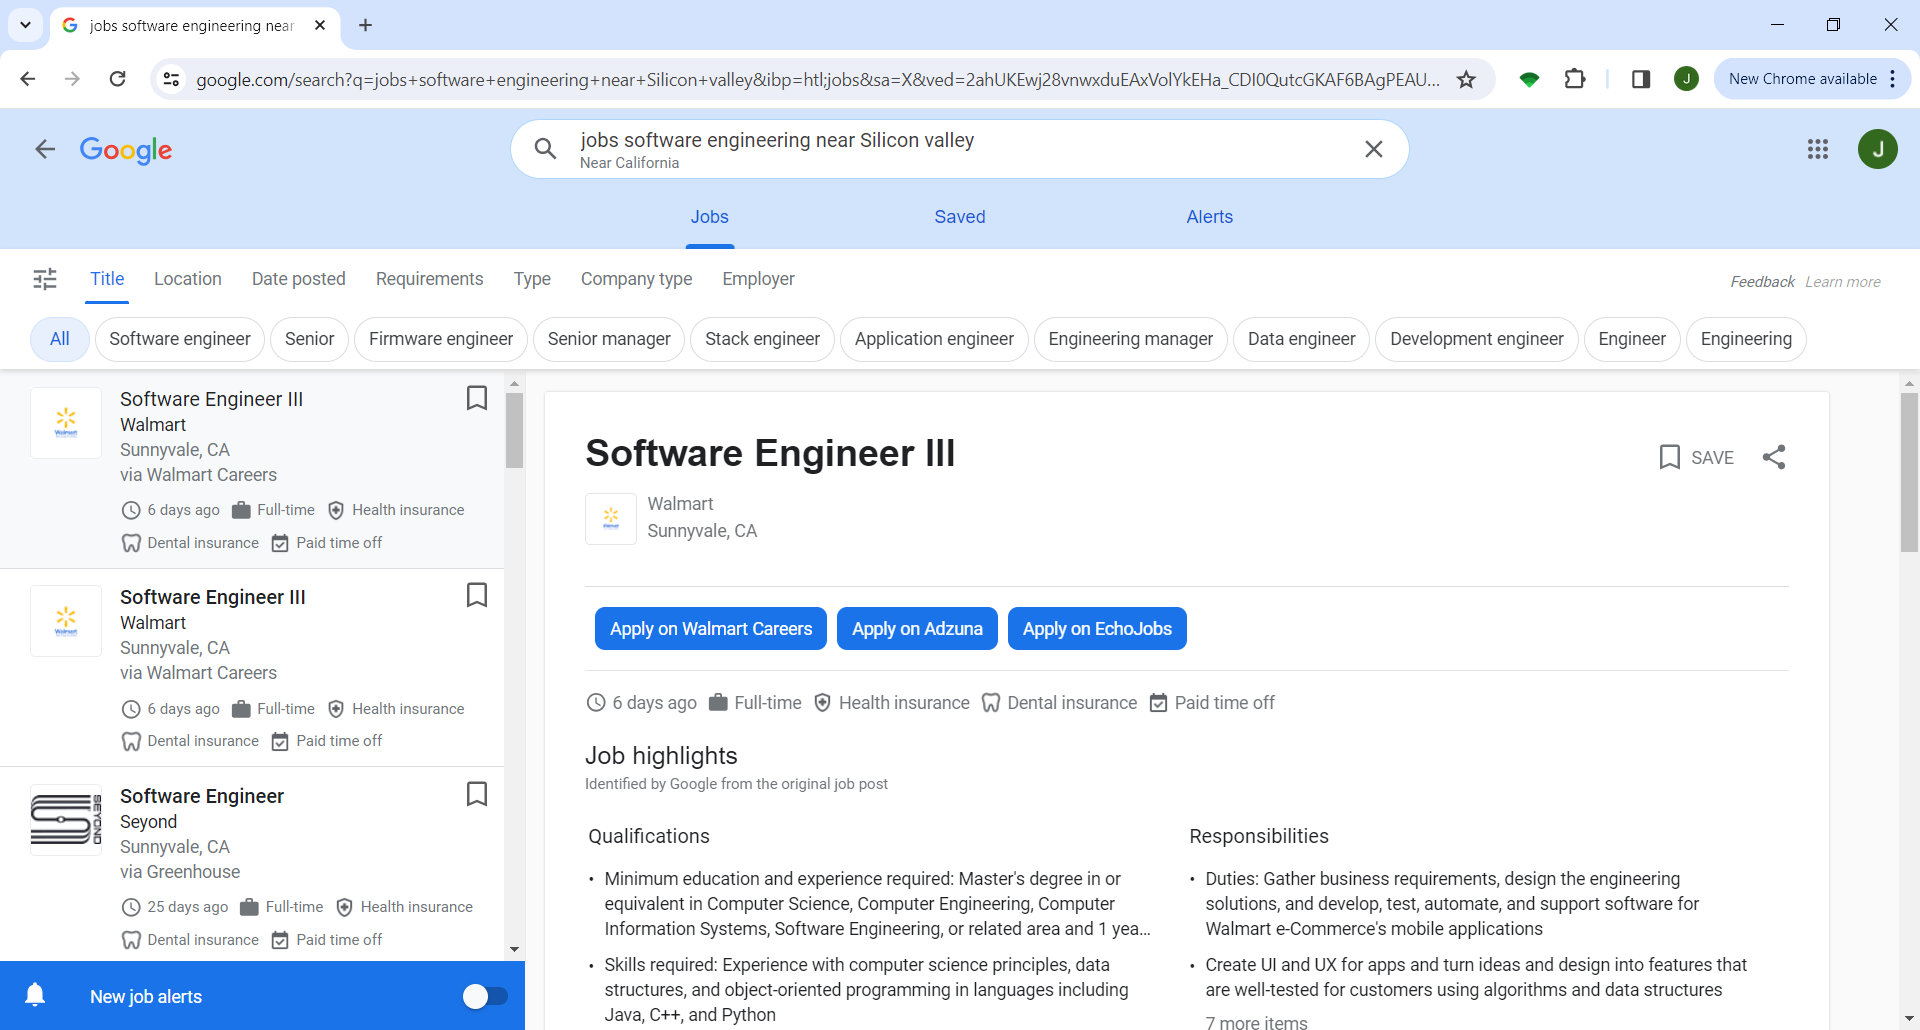 jobs software engineering near
google.com/search?q=jobs+software+engineering+near+Silicon+valley&ibp=htl;jobs&sa=X&ved=2ahUKEwj28vnwxduEAxVolYkEHa_CDI0QutcGKAF6BAgPEAU...
J
New Chrome available
Google
jobs software engineering near Silicon valley
Near California
J
Jobs Saved Alerts
Title Location Date posted Requirements Type Company type Employer
Feedback Learn more
All Software engineer Senior Firmware engineer Senior manager Stack engineer Application engineer Engineering manager Data engineer Development engineer Engineer Engineering
Walmart
Software Engineer III
Walmart
Sunnyvale, CA
via Walmart Careers
6 days ago Full-time Health insurance
Dental insurance Paid time off
Walmart
Software Engineer III
Walmart
Sunnyvale, CA
via Walmart Careers
6 days ago Full-time Health insurance
Dental insurance Paid time off
SEYOND
Software Engineer
Seyond
Sunnyvale, CA
via Greenhouse
25 days ago Full-time Health insurance
Dental insurance Paid time off
New job alerts
Software Engineer III
SAVE
Walmart
Walmart
Sunnyvale, CA
Apply on Walmart Careers Apply on Adzuna Apply on EchoJobs
6 days ago Full-time Health insurance Dental insurance Paid time off
Job highlights
Identified by Google from the original job post
Qualifications
• Minimum education and experience required: Master's degree in or
equivalent in Computer Science, Computer Engineering, Computer
Information Systems, Software Engineering, or related area and 1 yea...
• Skills required: Experience with computer science principles, data
structures, and object-oriented programming in languages including
Java, C++, and Python
Responsibilities
• Duties: Gather business requirements, design the engineering
solutions, and develop, test, automate, and support software for
Walmart e-Commerce's mobile applications
• Create UI and UX for apps and turn ideas and design into features that
are well-tested for customers using algorithms and data structures
7 more items